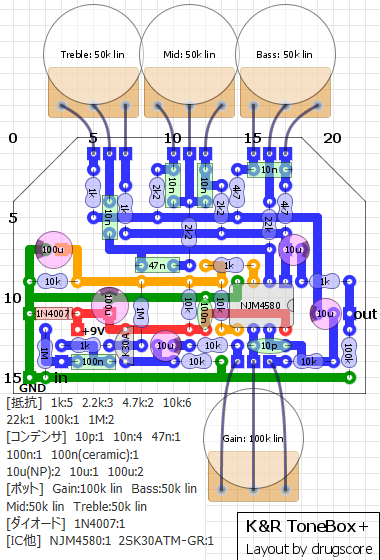 Treble: 50k lin
Mid: 50k lin
Bass: 50k lin
0
5
10
15
20
10n
1k
2k2
10n
10n
4k7
4k7
10n
2k2
2k2
22k
5
100u
10u
47n
1k
10k
1k
10
1N4007
100u
1M
10k
100n
10k
NJM4580
10u
out
+9V
1k
10u
10k
10p
10k
100k
100n
1M
10k
15
GND
in
[抵抗] 1k:5 2.2k:3 4.7k:2 10k:6
22k:1 100k:1 1M:2
[コンデンサ] 10p:1 10n:4 47n:1
100n:1 100n(ceramic):1
10u(NP):2 10u:1 100u:2
[ポット] Gain:100k lin Bass:50k lin
Mid:50k lin Treble:50k lin
[ダイオード] 1N4007:1
[IC他] NJM4580:1 2SK30ATM-GR:1
Gain: 100k lin
K&R ToneBox+
Layout by drugscore